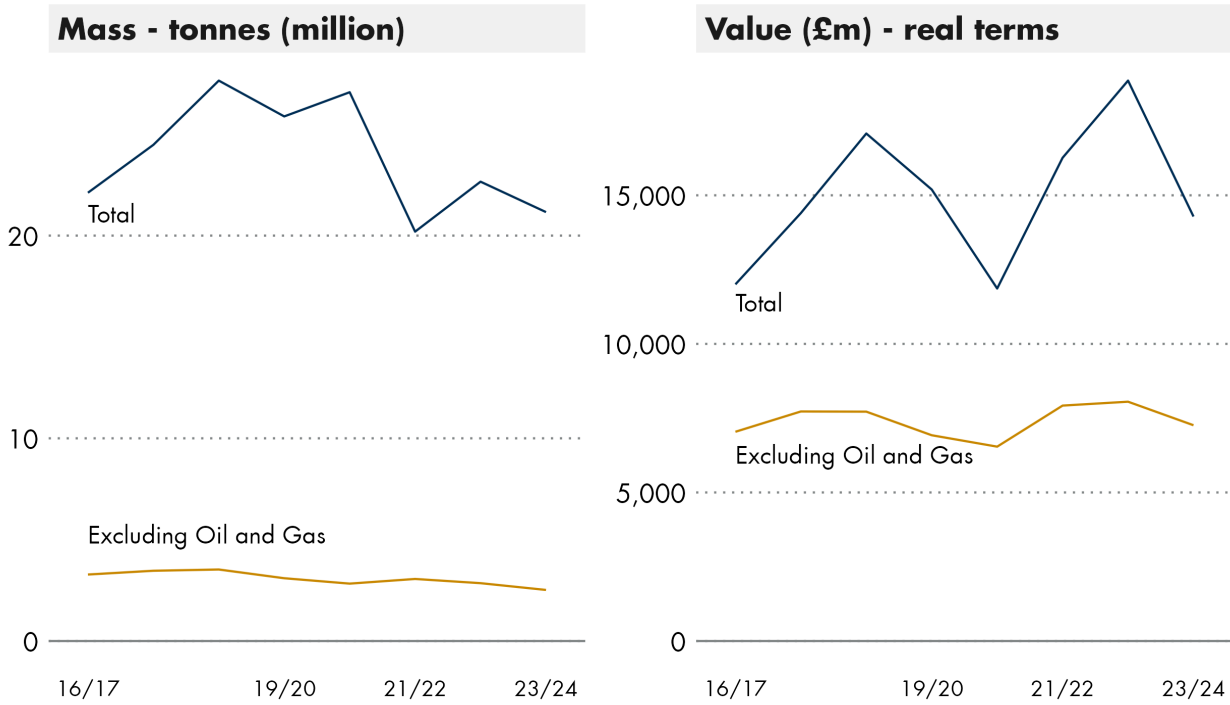 Mass - tonnes (million)
Total
20
10
Excluding Oil and Gas
0
16/17
19/20
21/22
23/24
Value (£m) - real terms
15,000
Total
10,000
Excluding Oil and Gas
5,000
0
16/17
19/20
21/22
23/24